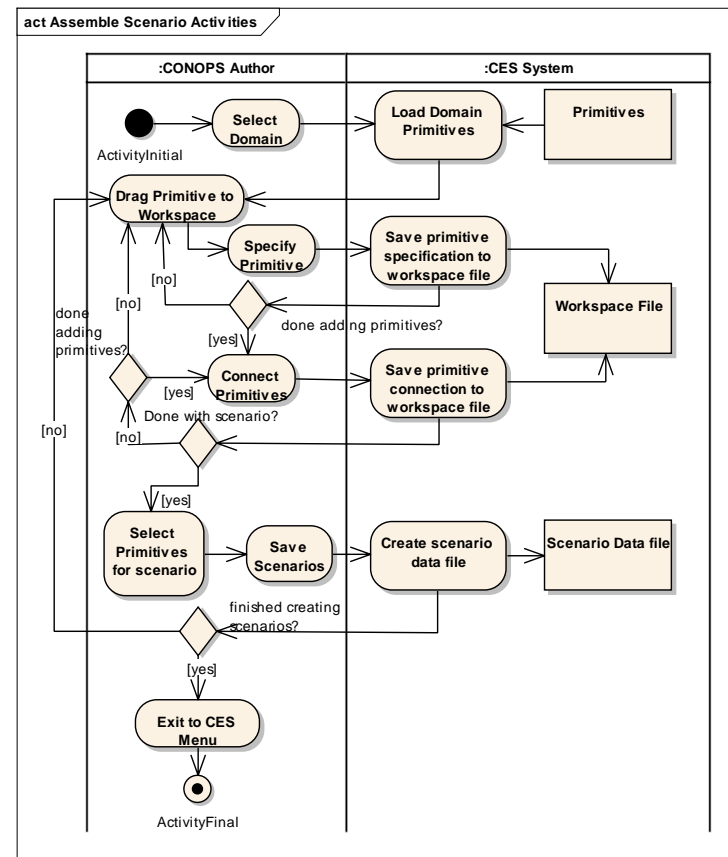 act Assemble Scenario Activities
:CONOPS Author
:CES System
ActivityInitial
Select
Domain
Load Domain
Primitives
Primitives
Drag Primitive to
Workspace
Specify
Primitive
Save primitive
specification to
workspace file
Workspace File
[no]
[no]
done
adding
primitives?
done adding primitives?
[yes]
[yes]
Connect
Primitives
Save primitive
connection to
workspace file
Done with scenario?
[no]
[no]
[yes]
Select
Primitives
for scenario
Save
Scenarios
Create scenario
data file
Scenario Data file
finished creating
scenarios?
[yes]
Exit to CES
Menu
ActivityFinal